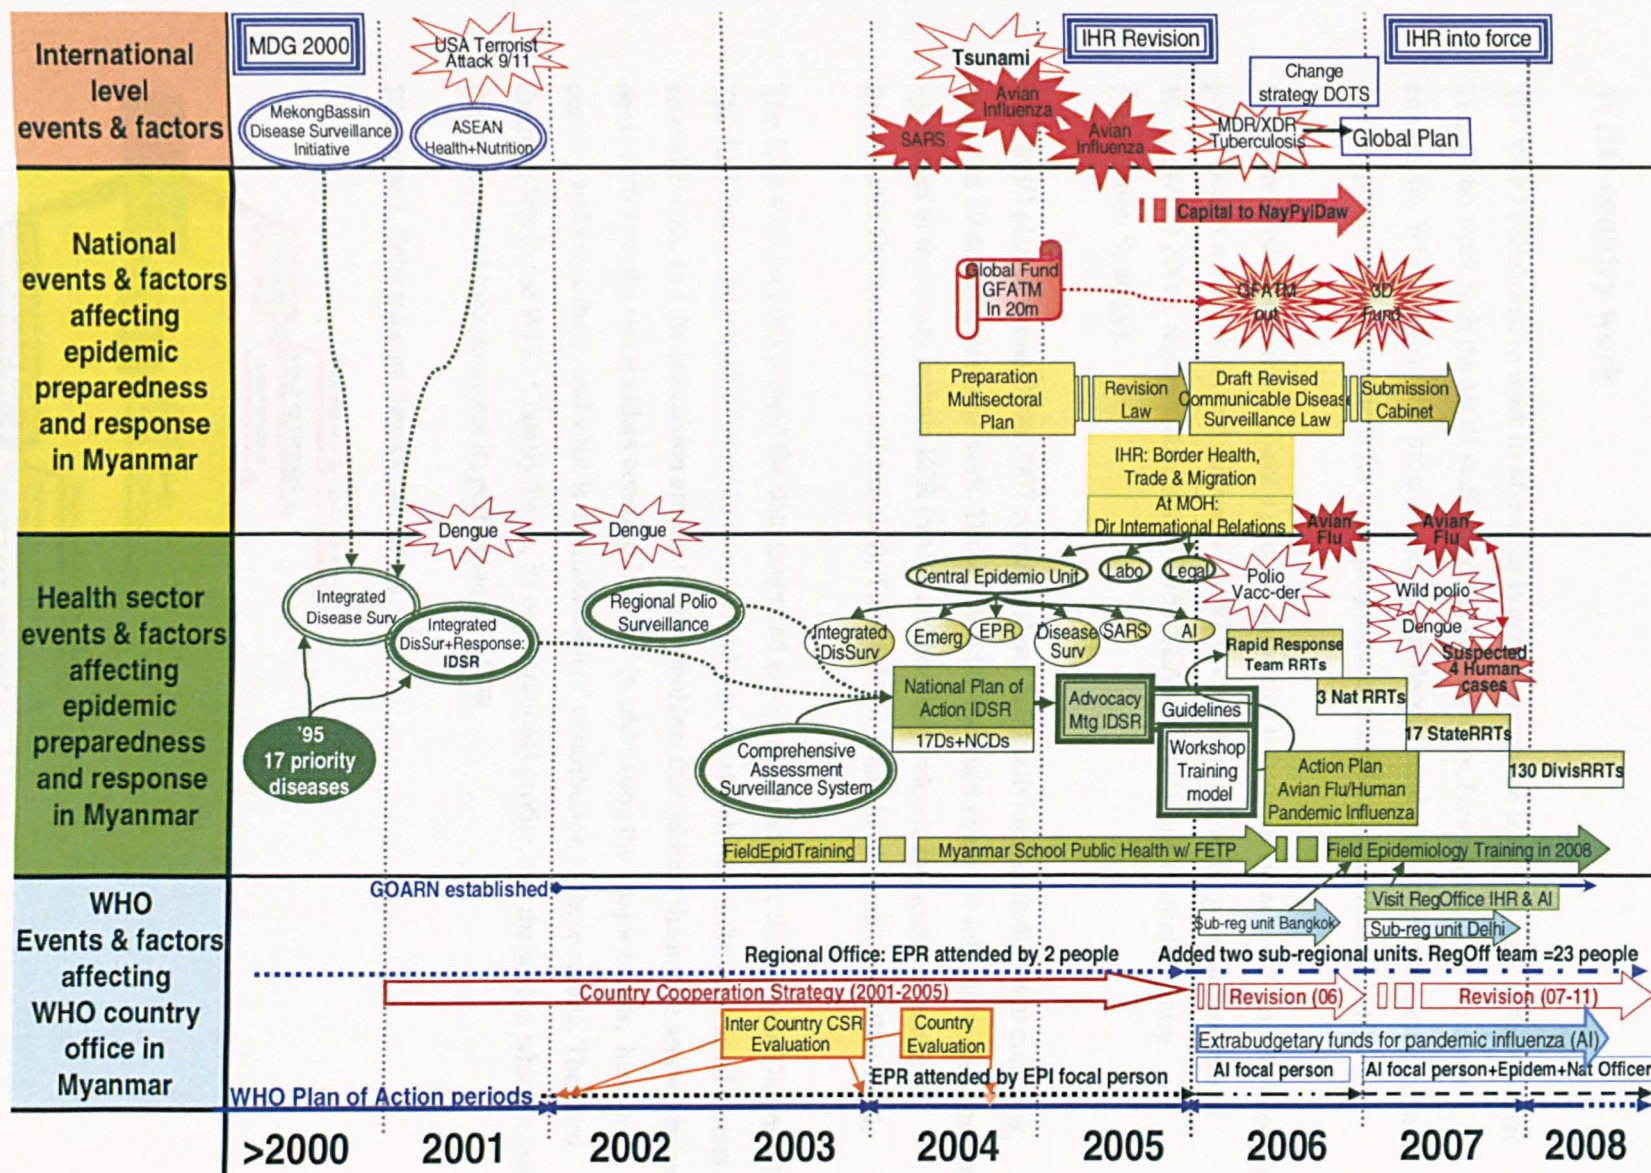 International
level
events & factors
MDG 2000
USA Terrorist
Attack 9/11
MekongBassin
Disease Surveillance
Initiative
ASEAN
Health+Nutrition
Tsunami
Avian
Influenza
SARS
IHR Revision
Avian
Influenza
Change
strategy DOTS
MDR/XDR
Tuberculosis
Global Plan
IHR into force
National
events & factors
affecting
epidemic
preparedness
and response
in Myanmar
Capital to NayPyiDaw
Global Fund
GFATM
In 20m
GFATM
out
3D
Fund
Preparation
Multisectoral
Plan
Revision
Law
Draft Revised
Communicable Diseas
Surveillance Law
Submission
Cabinet
IHR: Border Health,
Trade & Migration
At MOH:
Dir International Relations
Health sector
events & factors
affecting
epidemic
preparedness
and response
in Myanmar
Dengue
Dengue
Avian
Flu
Avian
Flu
Integrated
Disease Surv
Integrated
DisSur+Response:
IDSR
Regional Polio
Surveillance
Central Epidemio Unit
Labo
Legal
Polio
Vacc-der
Wild polio
Dengue
Suspected
4 Human
cases
Integrated
DisSurv
Emerg
EPR
Disease
Surv
SARS
AI
Rapid Response
Team RRTs
3 Nat RRTs
17 StateRRTs
130 DivisRRTs
'95
17 priority
diseases
National Plan of
Action IDSR
17Ds+NCDs
Advocacy
Mtg IDSR
Guidelines
Workshop
Training
model
Comprehensive
Assessment
Surveillance System
Action Plan
Avian Flu/Human
Pandemic Influenza
FieldEpidTraining
Myanmar School Public Health w/ FETP
Field Epidemiology Training in 2008
WHO
Events & factors
affecting
WHO country
office in
Myanmar
GOARN established
Visit RegOffice IHR & AI
Sub-reg unit Bangkok
Sub-reg unit Delhi
Regional Office: EPR attended by 2 people
Added two sub-regional units. RegOff team =23 people
Country Cooperation Strategy (2001-2005)
Revision (06)
Revision (07-11)
Inter Country CSR
Evaluation
Country
Evaluation
Extrabudgetary funds for pandemic influenza (AI)
EPR attended by EPI focal person
AI focal person
AI focal person+Epidem+Nat Officer
WHO Plan of Action periods
>2000
2001
2002
2003
2004
2005
2006
2007
2008